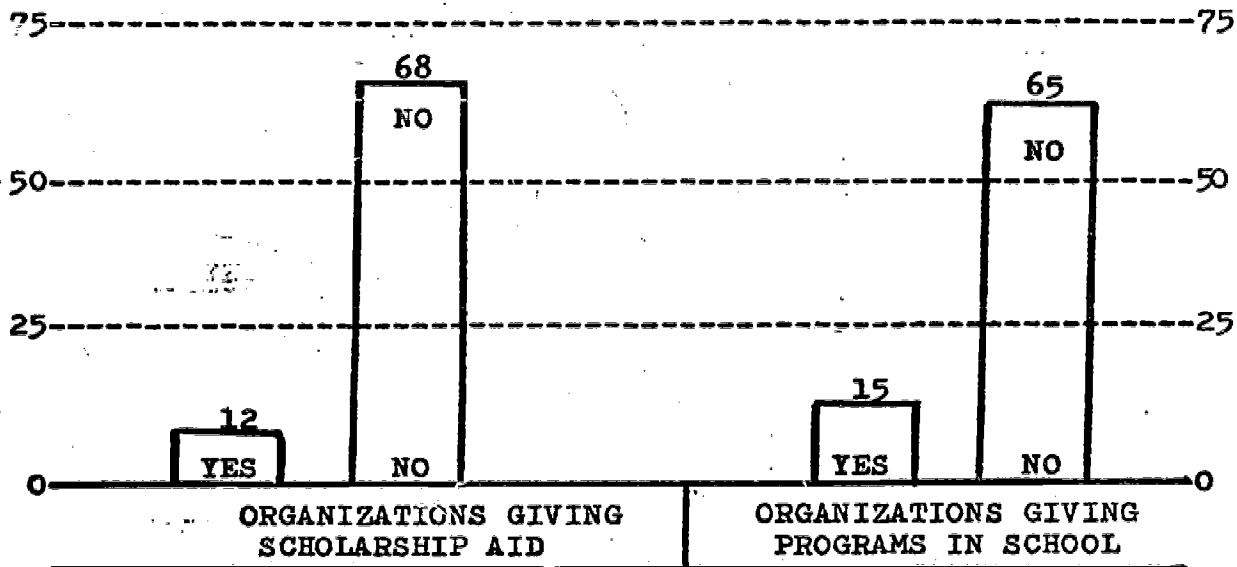 75 75
68
NO
65
NO
50 50
25 25
12
YES
NO
15
YES
NO
0 0
ORGANIZATIONS GIVING
SCHOLARSHIP AID
ORGANIZATIONS GIVING
PROGRAMS IN SCHOOL